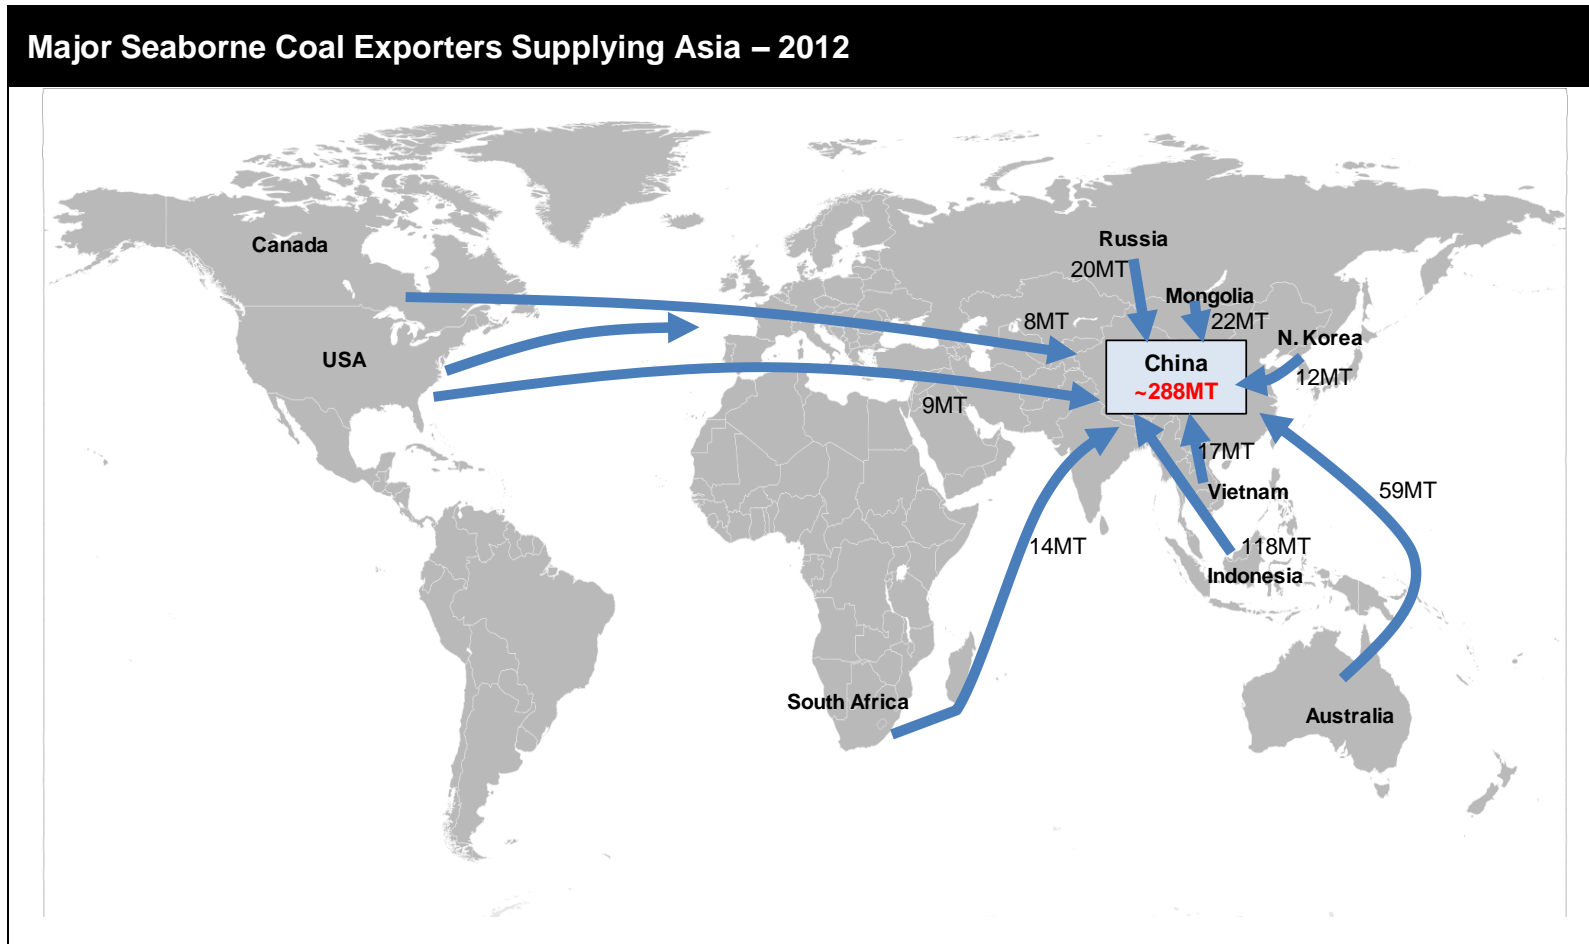 Major Seaborne Coal Exporters Supplying Asia – 2012
Canada
Russia
20MT
Mongolia
8MT
22MT
N. Korea
USA
China
~288MT
12MT
9MT
17MT
Vietnam
59MT
14MT
118MT
Indonesia
South Africa
Australia